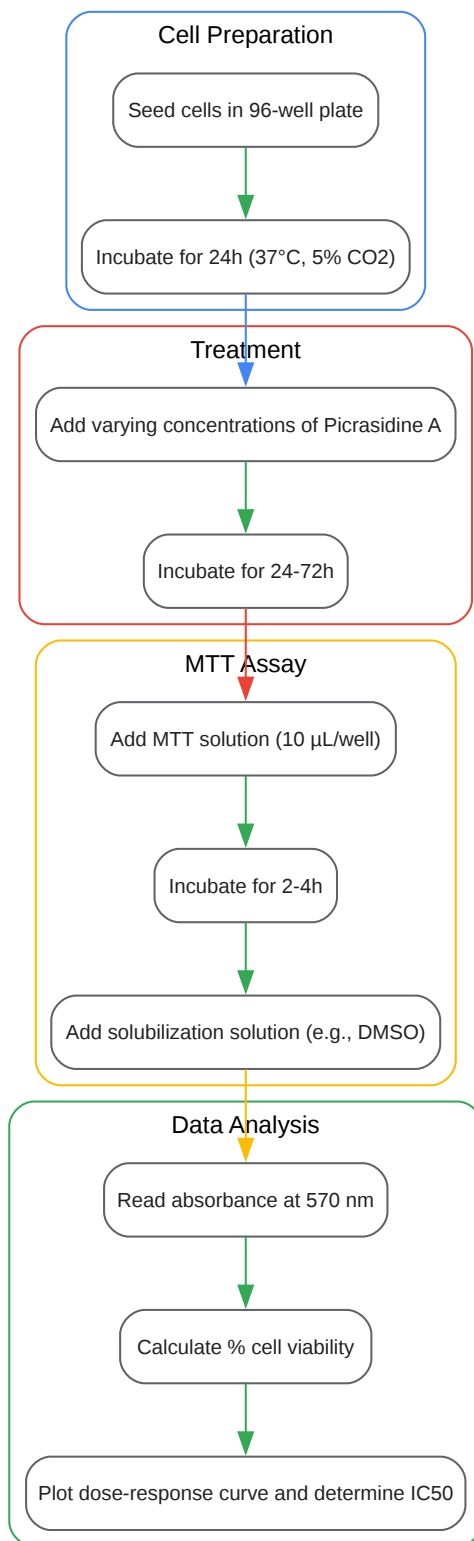 Cell Preparation
Seed cells in 96-well plate
Incubate for 24h (37°C, 5% CO2)
Treatment
Add varying concentrations of Picrasidine A
Incubate for 24-72h
MTT Assay
Add MTT solution (10 µL/well)
Incubate for 2-4h
Add solubilization solution (e.g., DMSO)
Data Analysis
Read absorbance at 570 nm
Calculate % cell viability
Plot dose-response curve and determine IC50